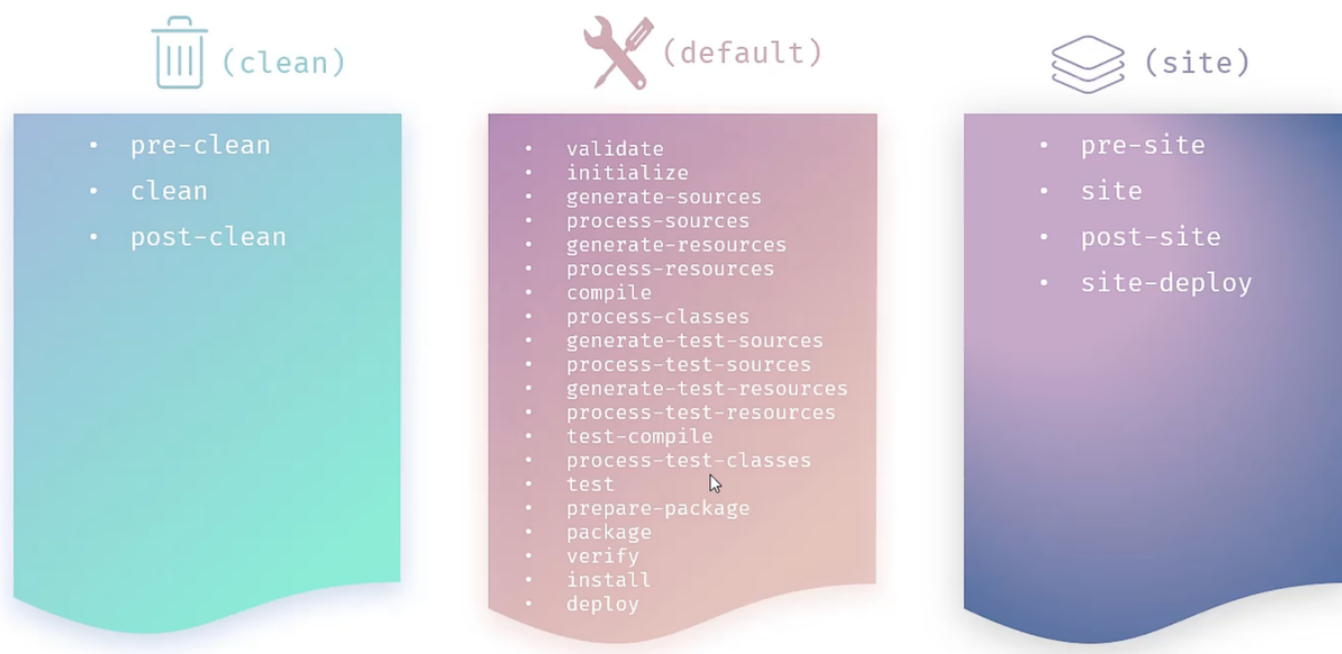 (clean)
• pre-clean
• clean
• post-clean
(default)
• validate
• initialize
• generate-sources
• process-sources
• generate-resources
• process-resources
• compile
• process-classes
• generate-test-sources
• process-test-sources
• generate-test-resources
• process-test-resources
• test-compile
• process-test-classes
• test
• prepare-package
• package
• verify
• install
• deploy
(site)
• pre-site
• site
• post-site
• site-deploy